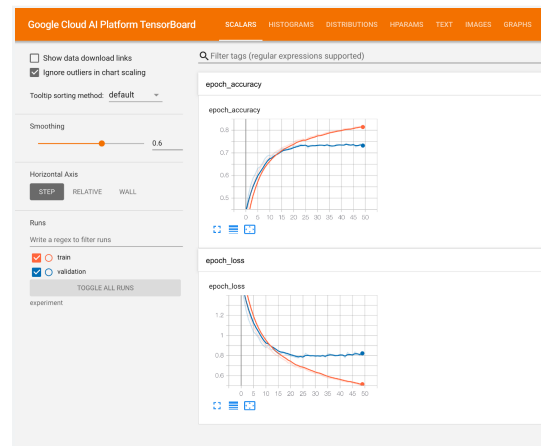 Google Cloud AI Platform TensorBoard
SCALARS HISTOGRAMS DISTRIBUTIONS HPARAMS TEXT IMAGES GRAPHS
Show data download links
Ignore outliers in chart scaling
Tooltip sorting method: default
Smoothing
0.6
Horizontal Axis
STEP RELATIVE WALL
Runs
Write a regex to filter runs
train
validation
TOGGLE ALL RUNS
experiment
Filter tags (regular expressions supported)
epoch_accuracy
epoch_accuracy
0.8
0.7
0.6
0.5
0 5 10 15 20 25 30 35 40 45 50
epoch_loss
epoch_loss
1.2
1
0.8
0.6
0 5 10 15 20 25 30 35 40 45 50